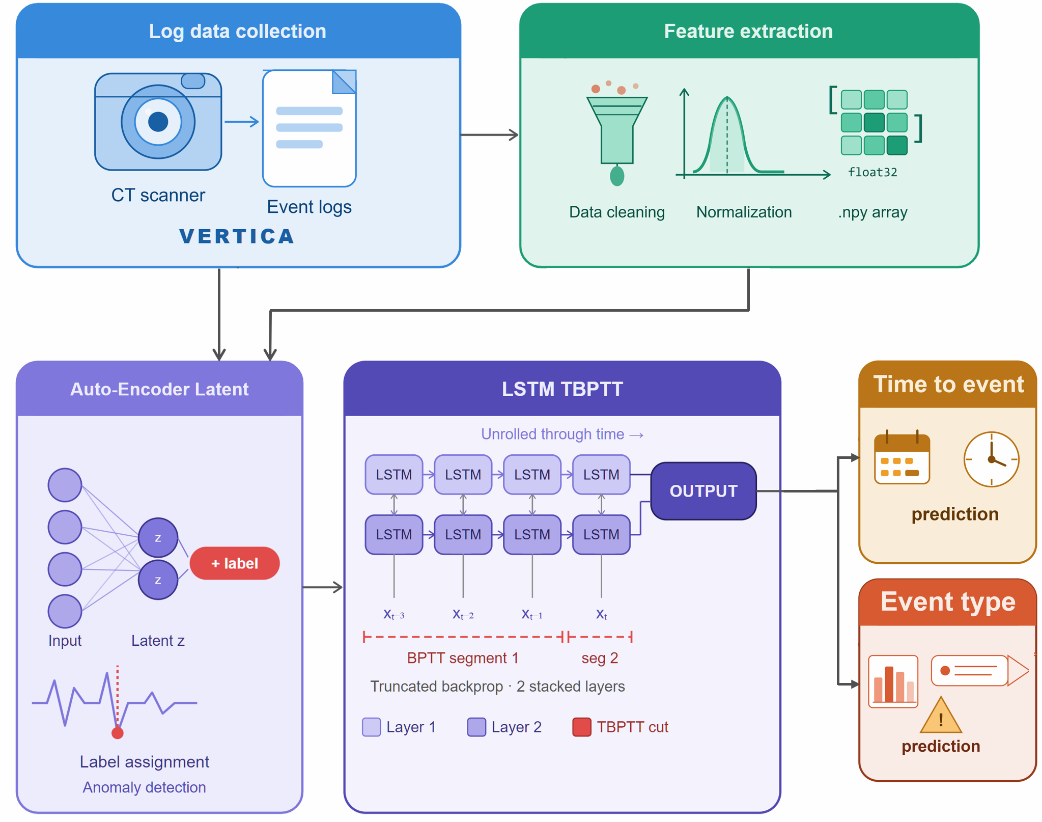 Log data collection
CT scanner
Event logs
VERTICA
Feature extraction
float32
Data cleaning
Normalization
.npy array
Auto-Encoder Latent
z
z
+ label
Input
Latent z
Label assignment
Anomaly detection
LSTM TBPTT
Unrolled through time →
LSTM LSTM LSTM LSTM
LSTM LSTM LSTM LSTM
OUTPUT
xₜ₋₃ xₜ₋₂ xₜ₋₁ xₜ
BPTT segment 1
seg 2
Truncated backprop · 2 stacked layers
Layer 1
Layer 2
TBPTT cut
Time to event
prediction
Event type
!
prediction